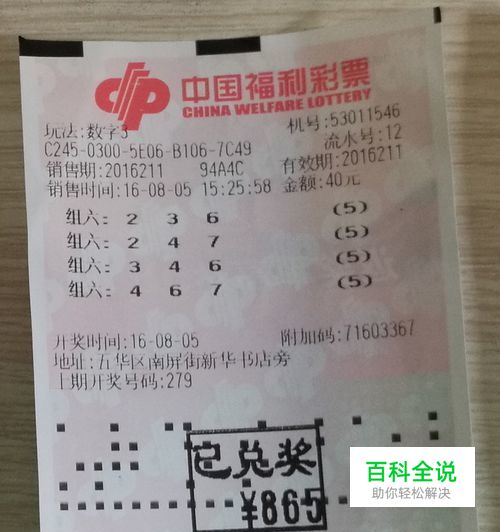 中国福利彩票
CHINA WELFARE LOTTERY
玩法:数字3 机号:53011546
C245-0300-5E06-B106-7C49 流水号:12
销售期:2016211 94A4C 有效期:2016211
销售时间:16-08-05 15:25:58 金额:40元
组六: 2 3 6 (5)
组六: 2 4 7 (5)
组六: 3 4 6 (5)
组六: 4 6 7 (5)
开奖时间:16-08-05 附加码:71603367
地址:五华区南屏街新华书店旁
上期开奖号码:279
已兑奖
¥865
百科全说
助你轻松解决